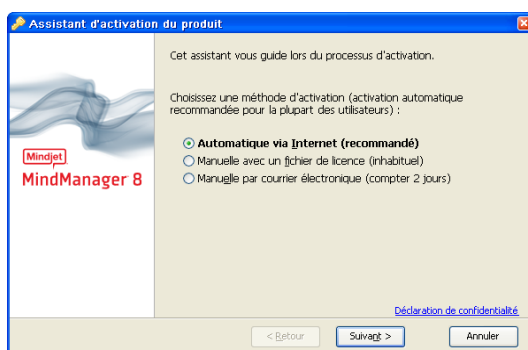 Assistant d'activation du produit
Cet assistant vous guide lors du processus d'activation.
Choisissez une méthode d'activation (activation automatique
recommandée pour la plupart des utilisateurs) :
Automatique via Internet (recommandé)
Manuelle avec un fichier de licence (inhabituel)
Manuelle par courrier électronique (compter 2 jours)
Mindjet
MindManager 8
Déclaration de confidentialité
< Retour
Suivant >
Annuler